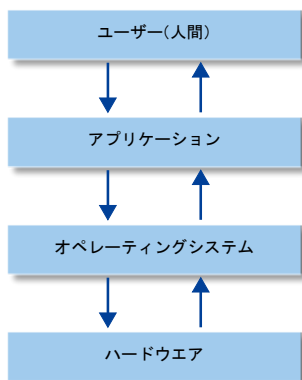 ユーザー(人間)
アプリケーション
オペレーティングシステム
ハードウエア